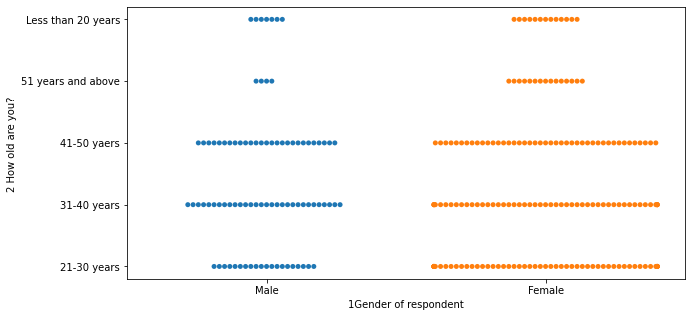 Less than 20 years
51 years and above
41-50 yaers
31-40 years
21-30 years
2 How old are you?
Male
Female
1Gender of respondent